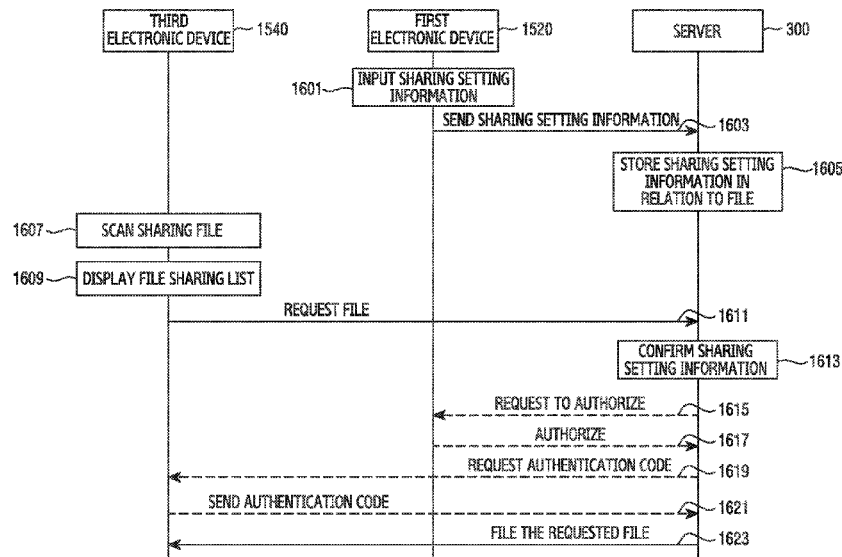 THIRD
ELECTRONIC DEVICE
1540
FIRST
ELECTRONIC DEVICE
1520
SERVER
300
1601
INPUT SHARING SETTING
INFORMATION
SEND SHARING SETTING INFORMATION
1603
STORE SHARING SETTING
INFORMATION IN
RELATION TO FILE
1605
1607
SCAN SHARING FILE
1609
DISPLAY FILE SHARING LIST
REQUEST FILE
1611
CONFIRM SHARING
SETTING INFORMATION
1613
REQUEST TO AUTHORIZE
1615
AUTHORIZE
1617
REQUEST AUTHENTICATION CODE
1619
SEND AUTHENTICATION CODE
1621
FILE THE REQUESTED FILE
1623